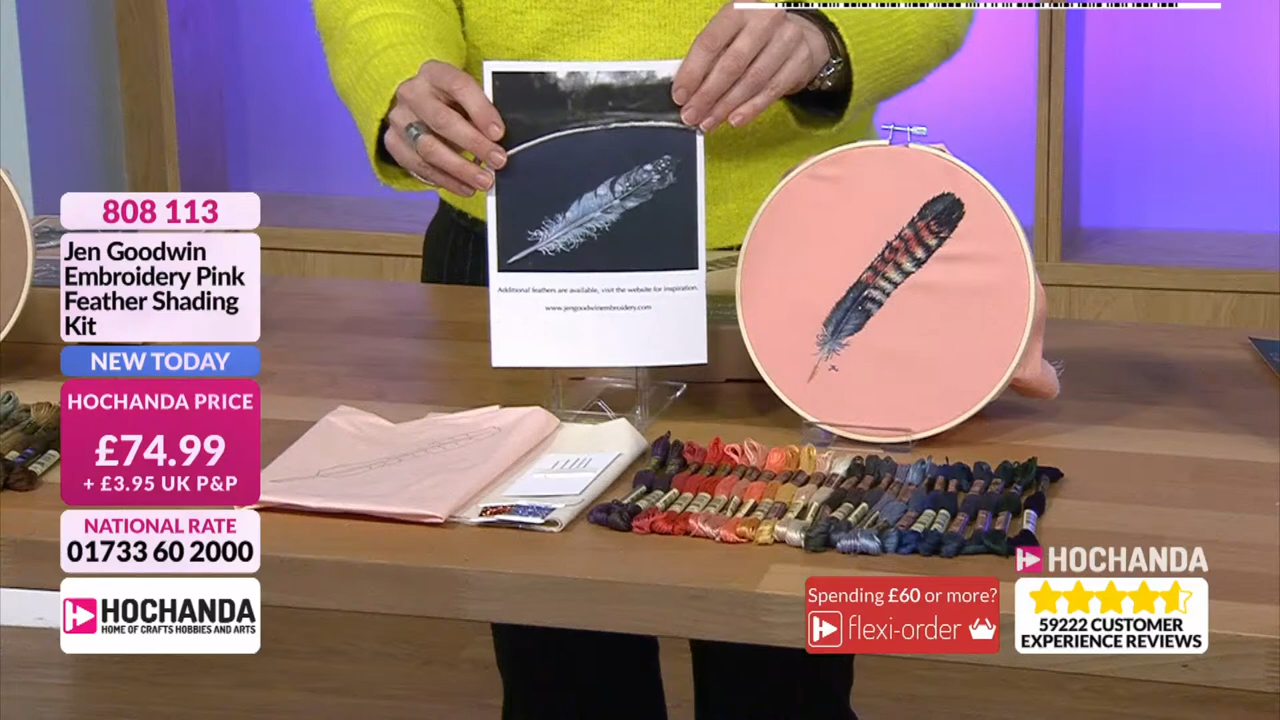 808 113
Jen Goodwin
Embroidery Pink
Feather Shading
Kit
NEW TODAY
HOCHANDA PRICE
£74.99
+ £3.95 UK P&P
NATIONAL RATE
01733 60 2000
HOCHANDA
HOME OF CRAFTS HOBBIES AND ARTS
Additional feathers are available, visit the website for inspiration.
www.jengoodwinembroidery.com
Spending £60 or more?
flexi-order
HOCHANDA
59222 CUSTOMER
EXPERIENCE REVIEWS